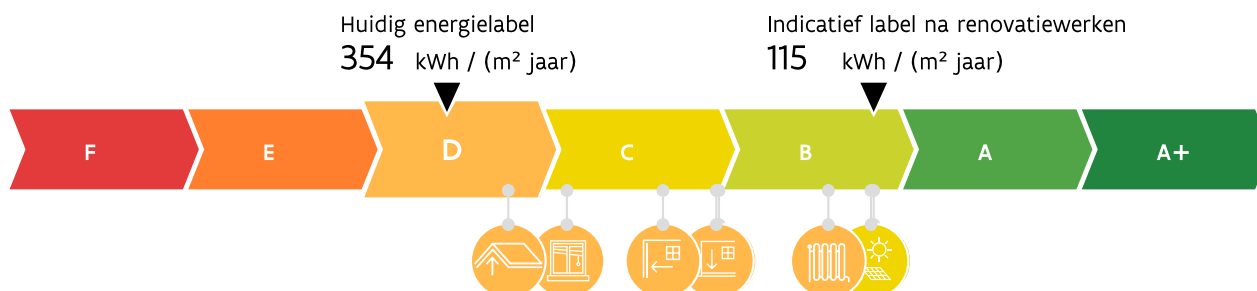 Huidig energielabel
354 kWh / (m² jaar)
Indicatief label na renovatiewerken
115 kWh / (m² jaar)
F E D C B A A+